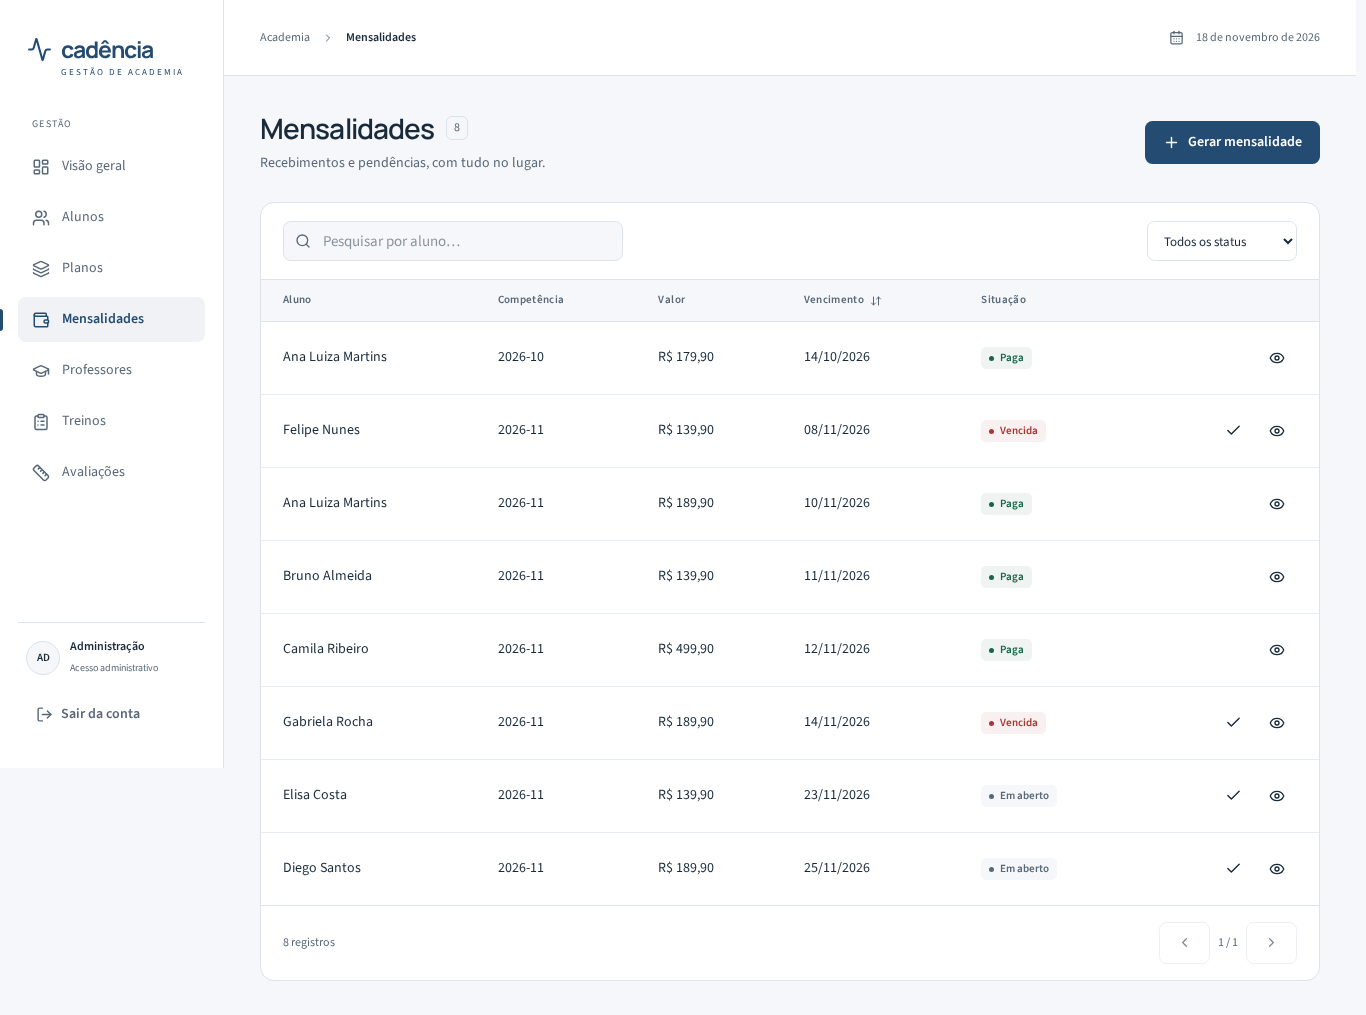 cadência
GESTÃO DE ACADEMIA
GESTÃO
Visão geral
Alunos
Planos
Mensalidades
Professores
Treinos
Avaliações
AD
Administração
Acesso administrativo
Sair da conta
Academia > Mensalidades
18 de novembro de 2026
Mensalidades 8
Recebimentos e pendências, com tudo no lugar.
Gerar mensalidade
Pesquisar por aluno…
Todos os status
Aluno Competência Valor Vencimento Situação
Ana Luiza Martins 2026-10 R$ 179,90 14/10/2026 Paga
Felipe Nunes 2026-11 R$ 139,90 08/11/2026 Vencida
Ana Luiza Martins 2026-11 R$ 189,90 10/11/2026 Paga
Bruno Almeida 2026-11 R$ 139,90 11/11/2026 Paga
Camila Ribeiro 2026-11 R$ 499,90 12/11/2026 Paga
Gabriela Rocha 2026-11 R$ 189,90 14/11/2026 Vencida
Elisa Costa 2026-11 R$ 139,90 23/11/2026 Em aberto
Diego Santos 2026-11 R$ 189,90 25/11/2026 Em aberto
8 registros
1 / 1